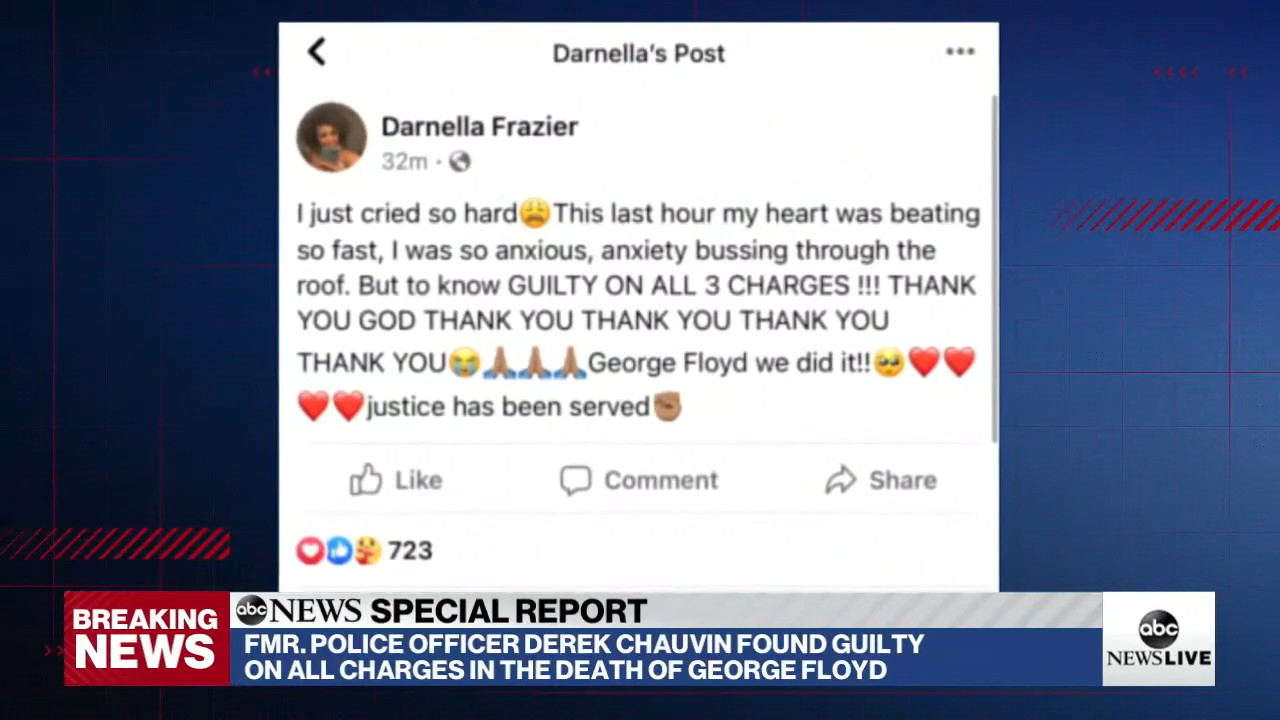 Darnella's Post
Darnella Frazier
32m ·
I just cried so hard😩This last hour my heart was beating
so fast, I was so anxious, anxiety bussing through the
roof. But to know GUILTY ON ALL 3 CHARGES !!! THANK
YOU GOD THANK YOU THANK YOU THANK YOU
THANK YOU😭🙏🏽🙏🏽🙏🏽George Floyd we did it!!🥺❤️❤️
❤️❤️justice has been served✊🏽
Like Comment Share
723
BREAKING
NEWS
abc NEWS SPECIAL REPORT
FMR. POLICE OFFICER DEREK CHAUVIN FOUND GUILTY
ON ALL CHARGES IN THE DEATH OF GEORGE FLOYD
abc
NEWSLIVE